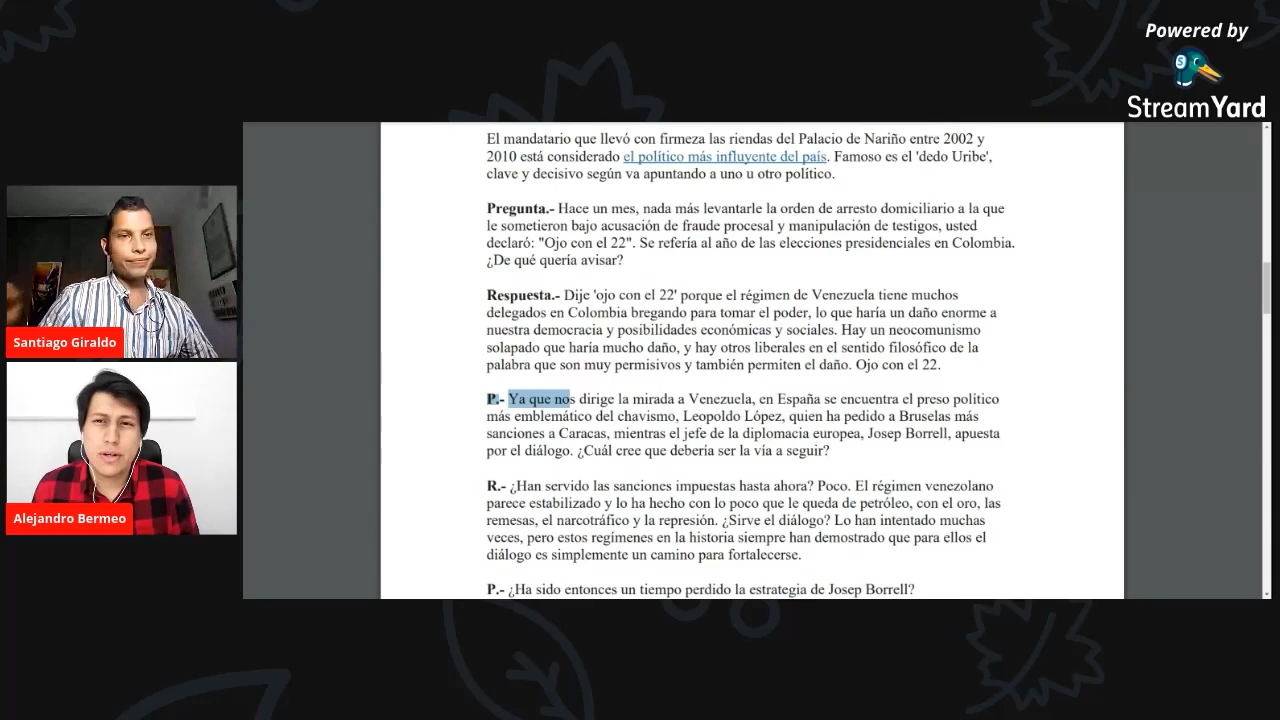 Powered by
StreamYard
El mandatario que llevó con firmeza las riendas del Palacio de Nariño entre 2002 y
2010 está considerado el político más influyente del país. Famoso es el 'dedo Uribe',
clave y decisivo según va apuntando a uno u otro político.
Pregunta.- Hace un mes, nada más levantarle la orden de arresto domiciliario a la que
le sometieron bajo acusación de fraude procesal y manipulación de testigos, usted
declaró: "Ojo con el 22". Se refería al año de las elecciones presidenciales en Colombia.
¿De qué quería avisar?
Respuesta.- Dije 'ojo con el 22' porque el régimen de Venezuela tiene muchos
delegados en Colombia bregando para tomar el poder, lo que haría un daño enorme a
nuestra democracia y posibilidades económicas y sociales. Hay un neocomunismo
solapado que haría mucho daño, y hay otros liberales en el sentido filosófico de la
palabra que son muy permisivos y también permiten el daño. Ojo con el 22.
P.- Ya que nos dirige la mirada a Venezuela, en España se encuentra el preso político
más emblemático del chavismo, Leopoldo López, quien ha pedido a Bruselas más
sanciones a Caracas, mientras el jefe de la diplomacia europea, Josep Borrell, apuesta
por el diálogo. ¿Cuál cree que debería ser la vía a seguir?
R.- ¿Han servido las sanciones impuestas hasta ahora? Poco. El régimen venezolano
parece estabilizado y lo ha hecho con lo poco que le queda de petróleo, con el oro, las
remesas, el narcotráfico y la represión. ¿Sirve el diálogo? Lo han intentado muchas
veces, pero estos regímenes en la historia siempre han demostrado que para ellos el
diálogo es simplemente un camino para fortalecerse.
P.- ¿Ha sido entonces un tiempo perdido la estrategia de Josep Borrell?
Santiago Giraldo
Alejandro Bermeo